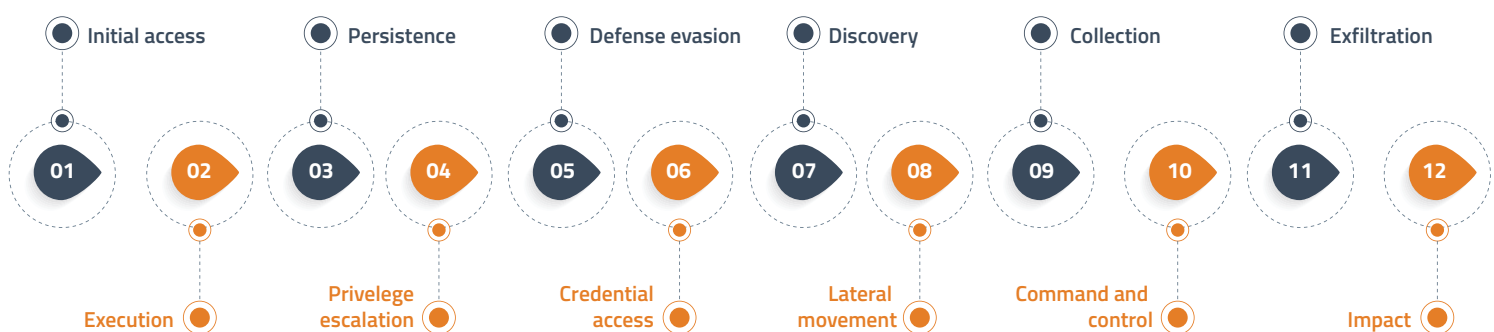 Initial access
Persistence
Defense evasion
Discovery
Collection
Exfiltration
01
02
03
04
05
06
07
08
09
10
11
12
Execution
Privelege
escalation
Credential
access
Lateral
movement
Command and
control
Impact